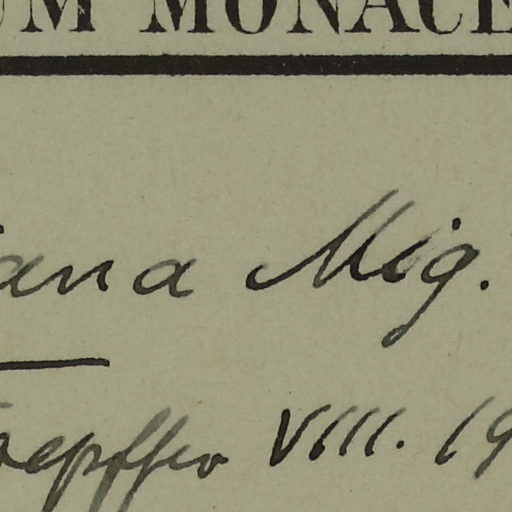 UM MONACE
ana Mig.
oepffer VIII. 19